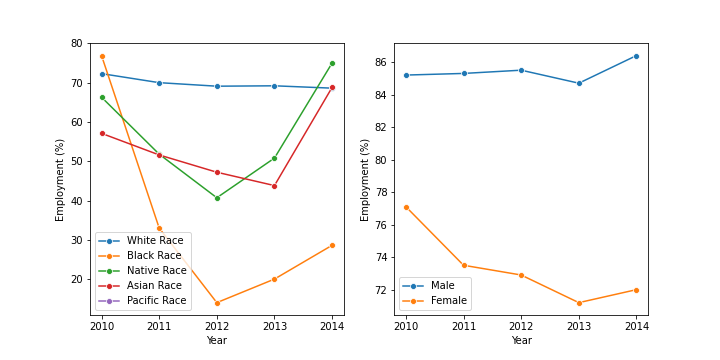 80
70
60
50
40
30
20
Employment (%)
White Race
Black Race
Native Race
Asian Race
Pacific Race
2010 2011 2012 2013 2014
Year
86
84
82
80
78
76
74
72
Employment (%)
Male
Female
2010 2011 2012 2013 2014
Year